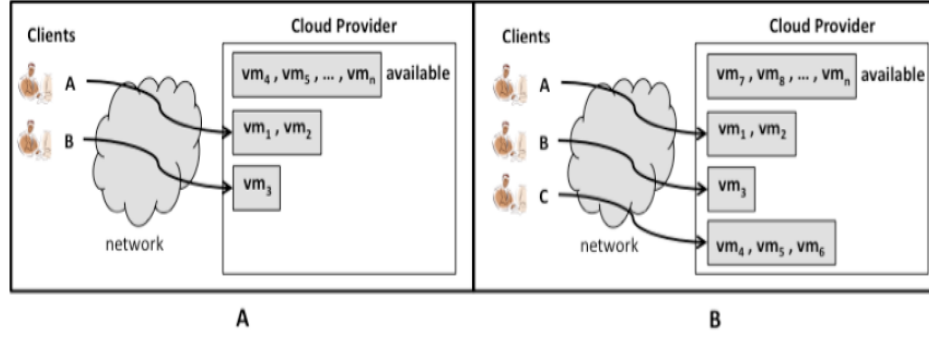 Cloud Provider
Clients
vm4 , vm5 , ... , vmn available
A
vm1 , vm2
B
vm3
network
Cloud Provider
Clients
vm7 , vm8 , ... , vmn available
A
vm1 , vm2
B
vm3
C
vm4 , vm5 , vm6
network
A
B